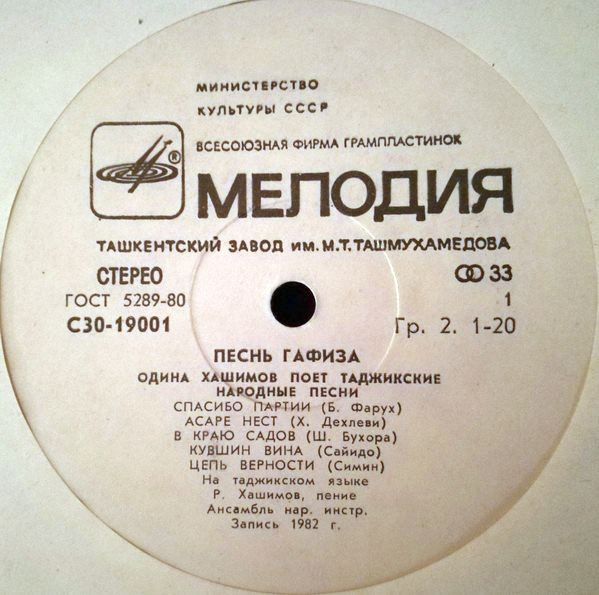 МИНИСТЕРСТВО
КУЛЬТУРЫ СССР
ВСЕСОЮЗНАЯ ФИРМА ГРАМПЛАСТИНОК
®
МЕЛОДИЯ
ТАШКЕНТСКИЙ ЗАВОД ИМ. М.Т. ТАШМУХАМЕДОВА
СТЕРЕО 33
ГОСТ 5289-80 1
С30-19001 Гр. 2. 1-20
ПЕСНЬ ГАФИЗА
ОДИНА ХАШИМОВ ПОЕТ ТАДЖИКСКИЕ
НАРОДНЫЕ ПЕСНИ
СПАСИБО ПАРТИИ (Б. Фарух)
АСАРЕ НЕСТ (Х. Дехлеви)
В КРАЮ САДОВ (Ш. Бухора)
КУВШИН ВИНА (Сайидо)
ЦЕПЬ ВЕРНОСТИ (Симин)
На таджикском языке
Р. Хашимов, пение
Ансамбль нар. инстр.
Запись 1982 г.